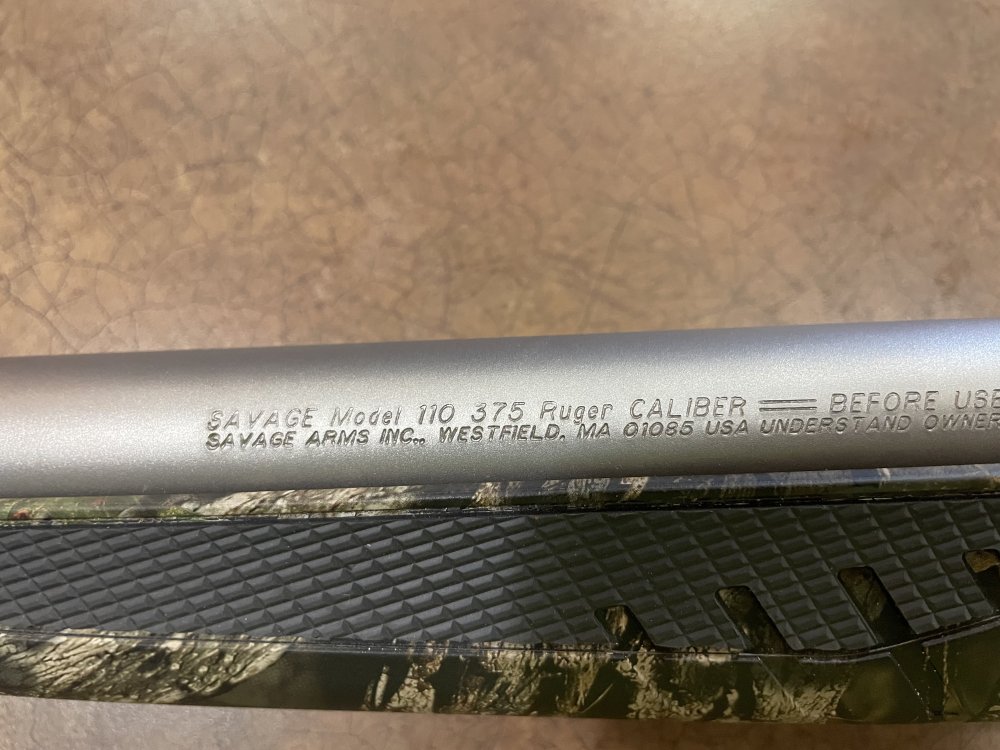 SAVAGE Model 110 375 Ruger CALIBER == BEFORE USE
SAVAGE ARMS INC., WESTFIELD, MA 01085 USA UNDERSTAND OWNER